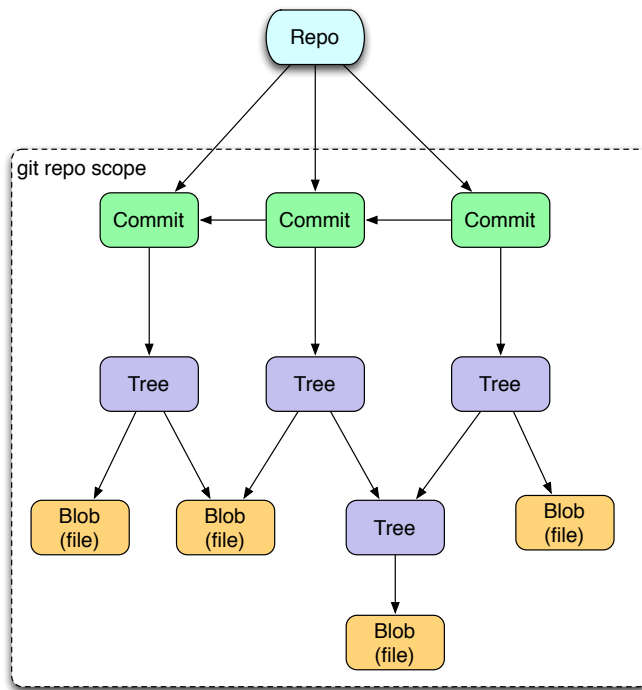 Repo
git repo scope
Commit
Commit
Commit
Tree
Tree
Tree
Blob
(file)
Blob
(file)
Tree
Blob
(file)
Blob
(file)